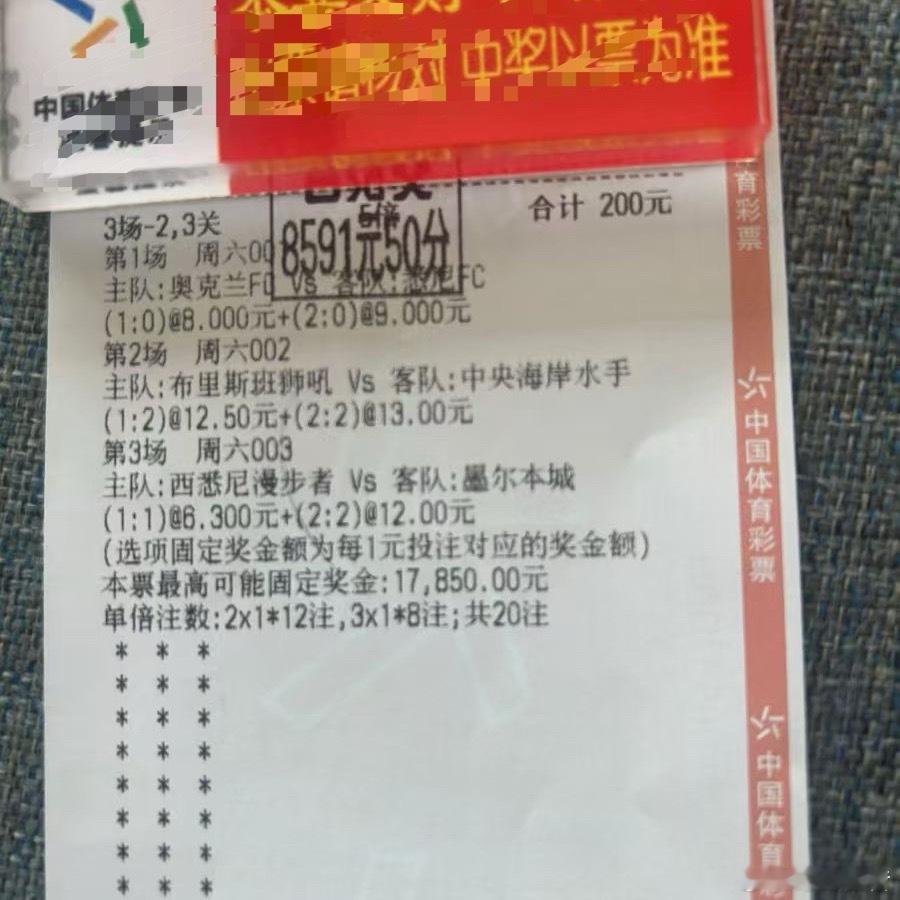 对 中奖以票为准
中国体
合计 200元
3场-2,3关
5倍
8591元50分
第1场 周六00
主队:奥克兰FC Vs 客队:悉尼FC
(1:0)@8.000元+(2:0)@9.000元
第2场 周六002
主队:布里斯班狮吼 Vs 客队:中央海岸水手
(1:2)@12.50元+(2:2)@13.00元
第3场 周六003
主队:西悉尼漫步者 Vs 客队:墨尔本城
(1:1)@6.300元+(2:2)@12.00元
(选项固定奖金额为每1元投注对应的奖金额)
本票最高可能固定奖金:17,850.00元
单倍注数:2x1*12注,3x1*8注;共20注
* * *
* * *
* * *
* * *
* * *
* * *
* * *
* * *
育彩票
中国体育彩票
中国体育